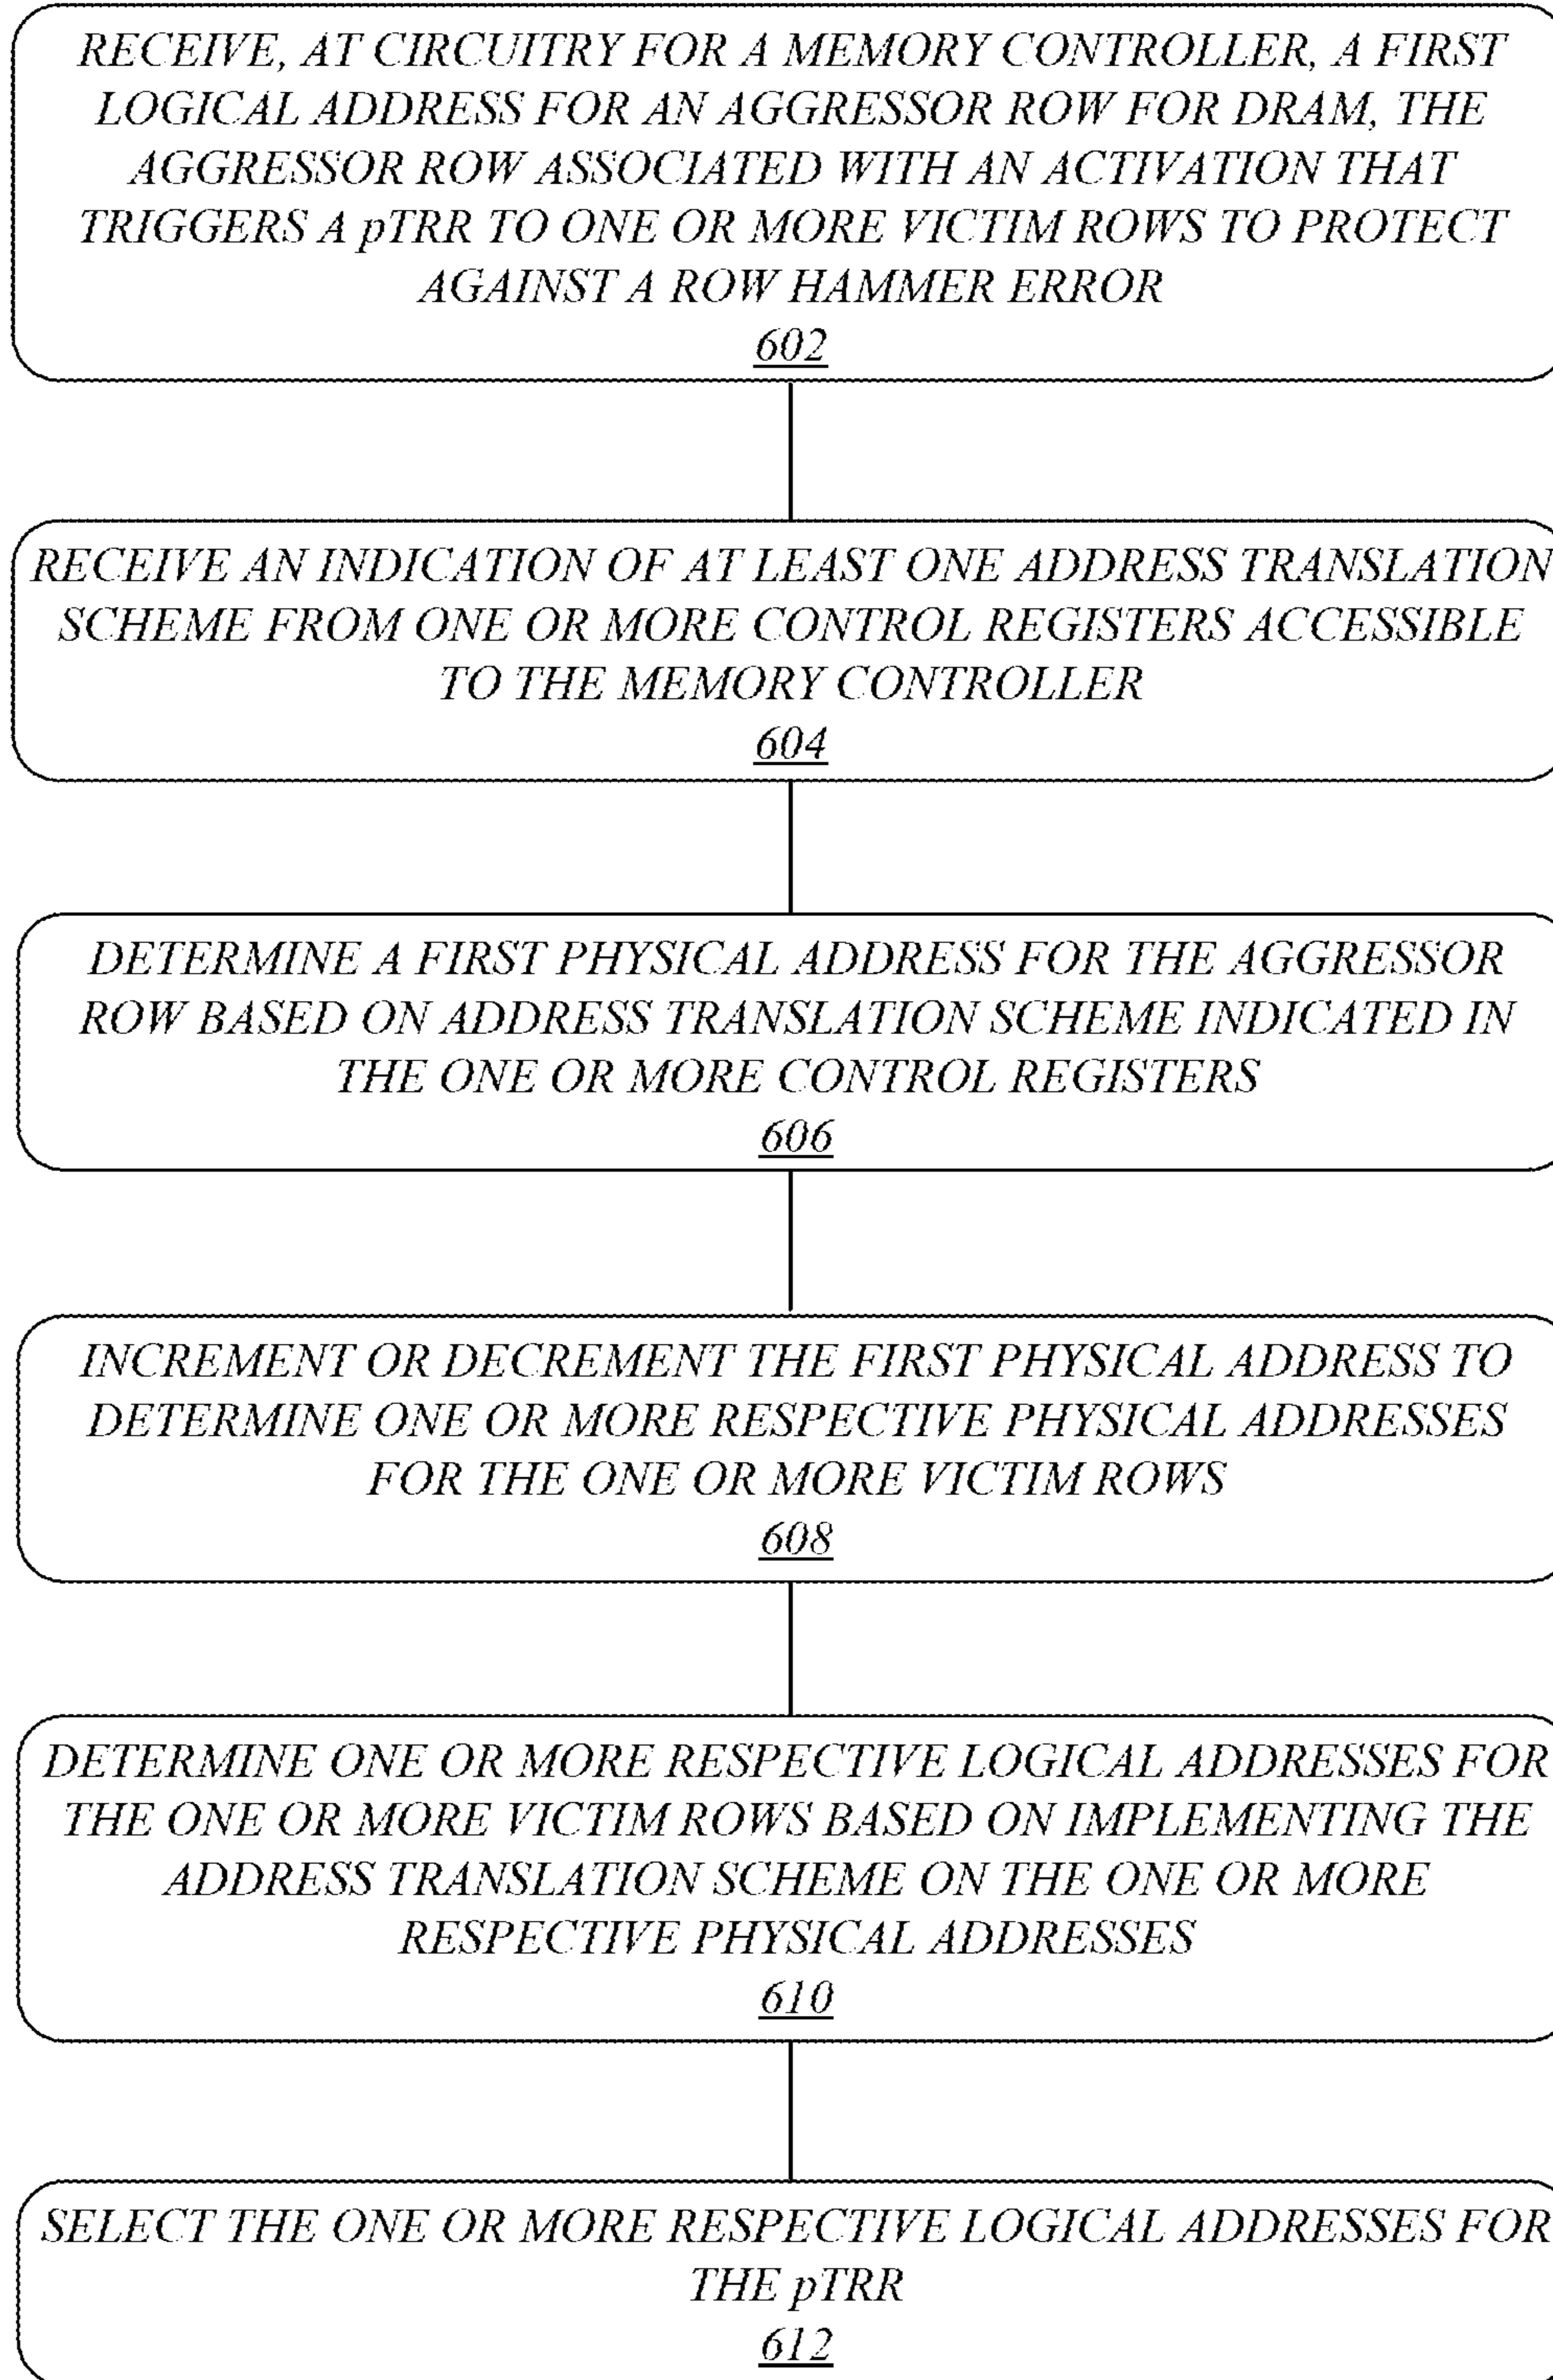 RECEIVE, AT CIRCUITRY FOR A MEMORY CONTROLLER, A FIRST
LOGICAL ADDRESS FOR AN AGGRESSOR ROW FOR DRAM, THE
AGGRESSOR ROW ASSOCIATED WITH AN ACTIVATION THAT
TRIGGERS A pTRR TO ONE OR MORE VICTIM ROWS TO PROTECT
AGAINST A ROW HAMMER ERROR
602
RECEIVE AN INDICATION OF AT LEAST ONE ADDRESS TRANSLATION
SCHEME FROM ONE OR MORE CONTROL REGISTERS ACCESSIBLE
TO THE MEMORY CONTROLLER
604
DETERMINE A FIRST PHYSICAL ADDRESS FOR THE AGGRESSOR
ROW BASED ON ADDRESS TRANSLATION SCHEME INDICATED IN
THE ONE OR MORE CONTROL REGISTERS
606
INCREMENT OR DECREMENT THE FIRST PHYSICAL ADDRESS TO
DETERMINE ONE OR MORE RESPECTIVE PHYSICAL ADDRESSES
FOR THE ONE OR MORE VICTIM ROWS
608
DETERMINE ONE OR MORE RESPECTIVE LOGICAL ADDRESSES FOR
THE ONE OR MORE VICTIM ROWS BASED ON IMPLEMENTING THE
ADDRESS TRANSLATION SCHEME ON THE ONE OR MORE
RESPECTIVE PHYSICAL ADDRESSES
610
SELECT THE ONE OR MORE RESPECTIVE LOGICAL ADDRESSES FOR
THE pTRR
612